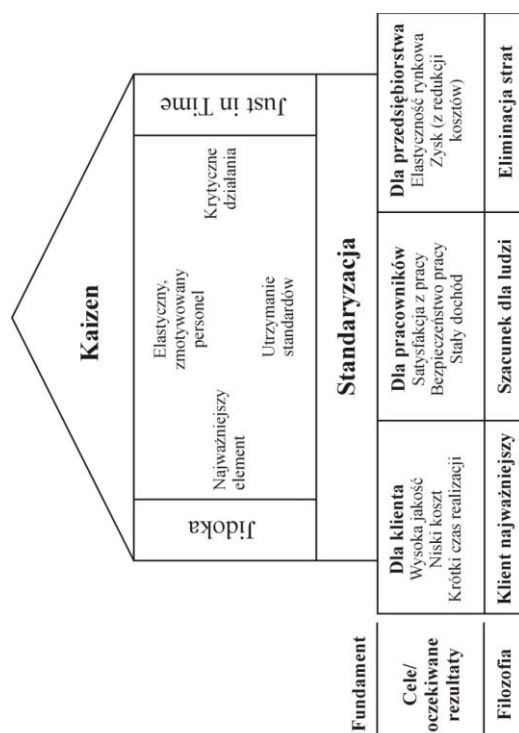 Kaizen
Jidoka
Elastyczny,
zmotywowany
personel
Najważniejszy
element
Krytyczne
działania
Utrzymanie
standardów
Just in Time
Fundament
Standaryzacja
Cele/
oczekiwane
rezultaty
Dla klienta
Wysoka jakość
Niski koszt
Krótki czas realizacji
Dla pracowników
Satysfakcja z pracy
Bezpieczeństwo pracy
Stały dochód
Dla przedsiębiorstwa
Elastyczność rynkowa
Zysk (z redukcji
kosztów)
Filozofia
Klient najważniejszy
Szacunek dla ludzi
Eliminacja strat